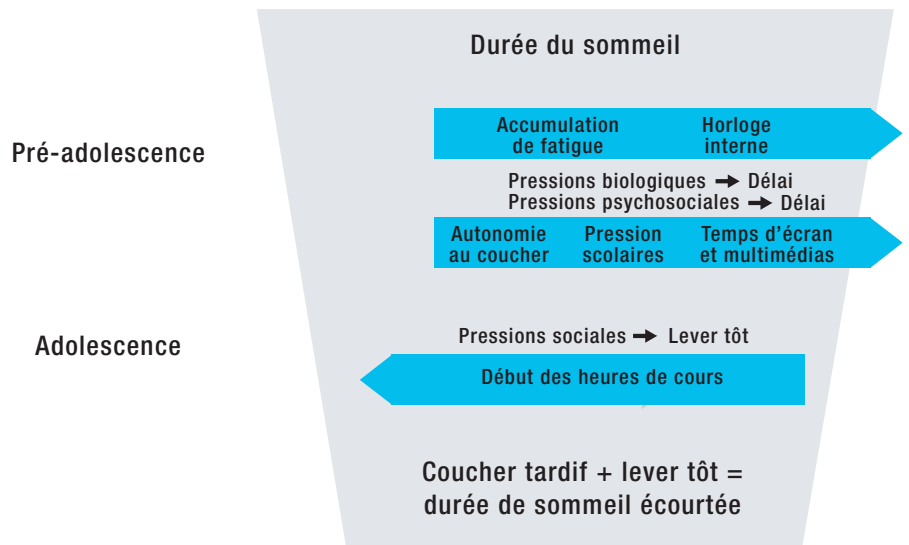 Durée du sommeil
Pré-adolescence
Accumulation
de fatigue
Horloge
interne
Pressions biologiques → Délai
Pressions psychosociales → Délai
Autonomie
au coucher
Pression
scolaires
Temps d'écran
et multimédias
Adolescence
Pressions sociales → Lever tôt
Début des heures de cours
Coucher tardif + lever tôt =
durée de sommeil écourtée